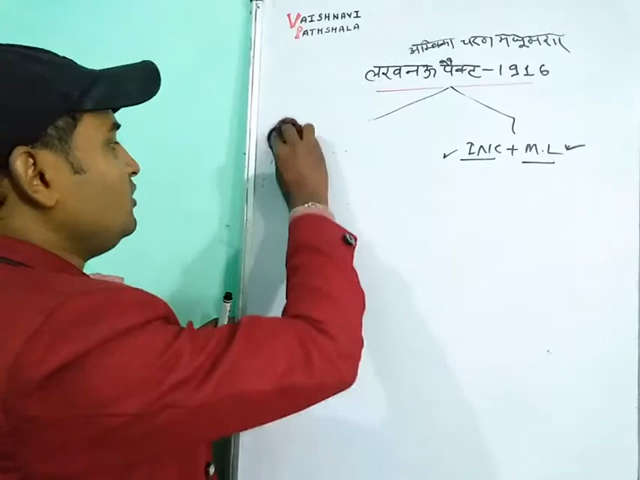 VAISHNAVI
PATHSHALA
अम्बिका चरण मजूमदार
लखनऊ पैक्ट-1916
✓ INC + M.L ✓